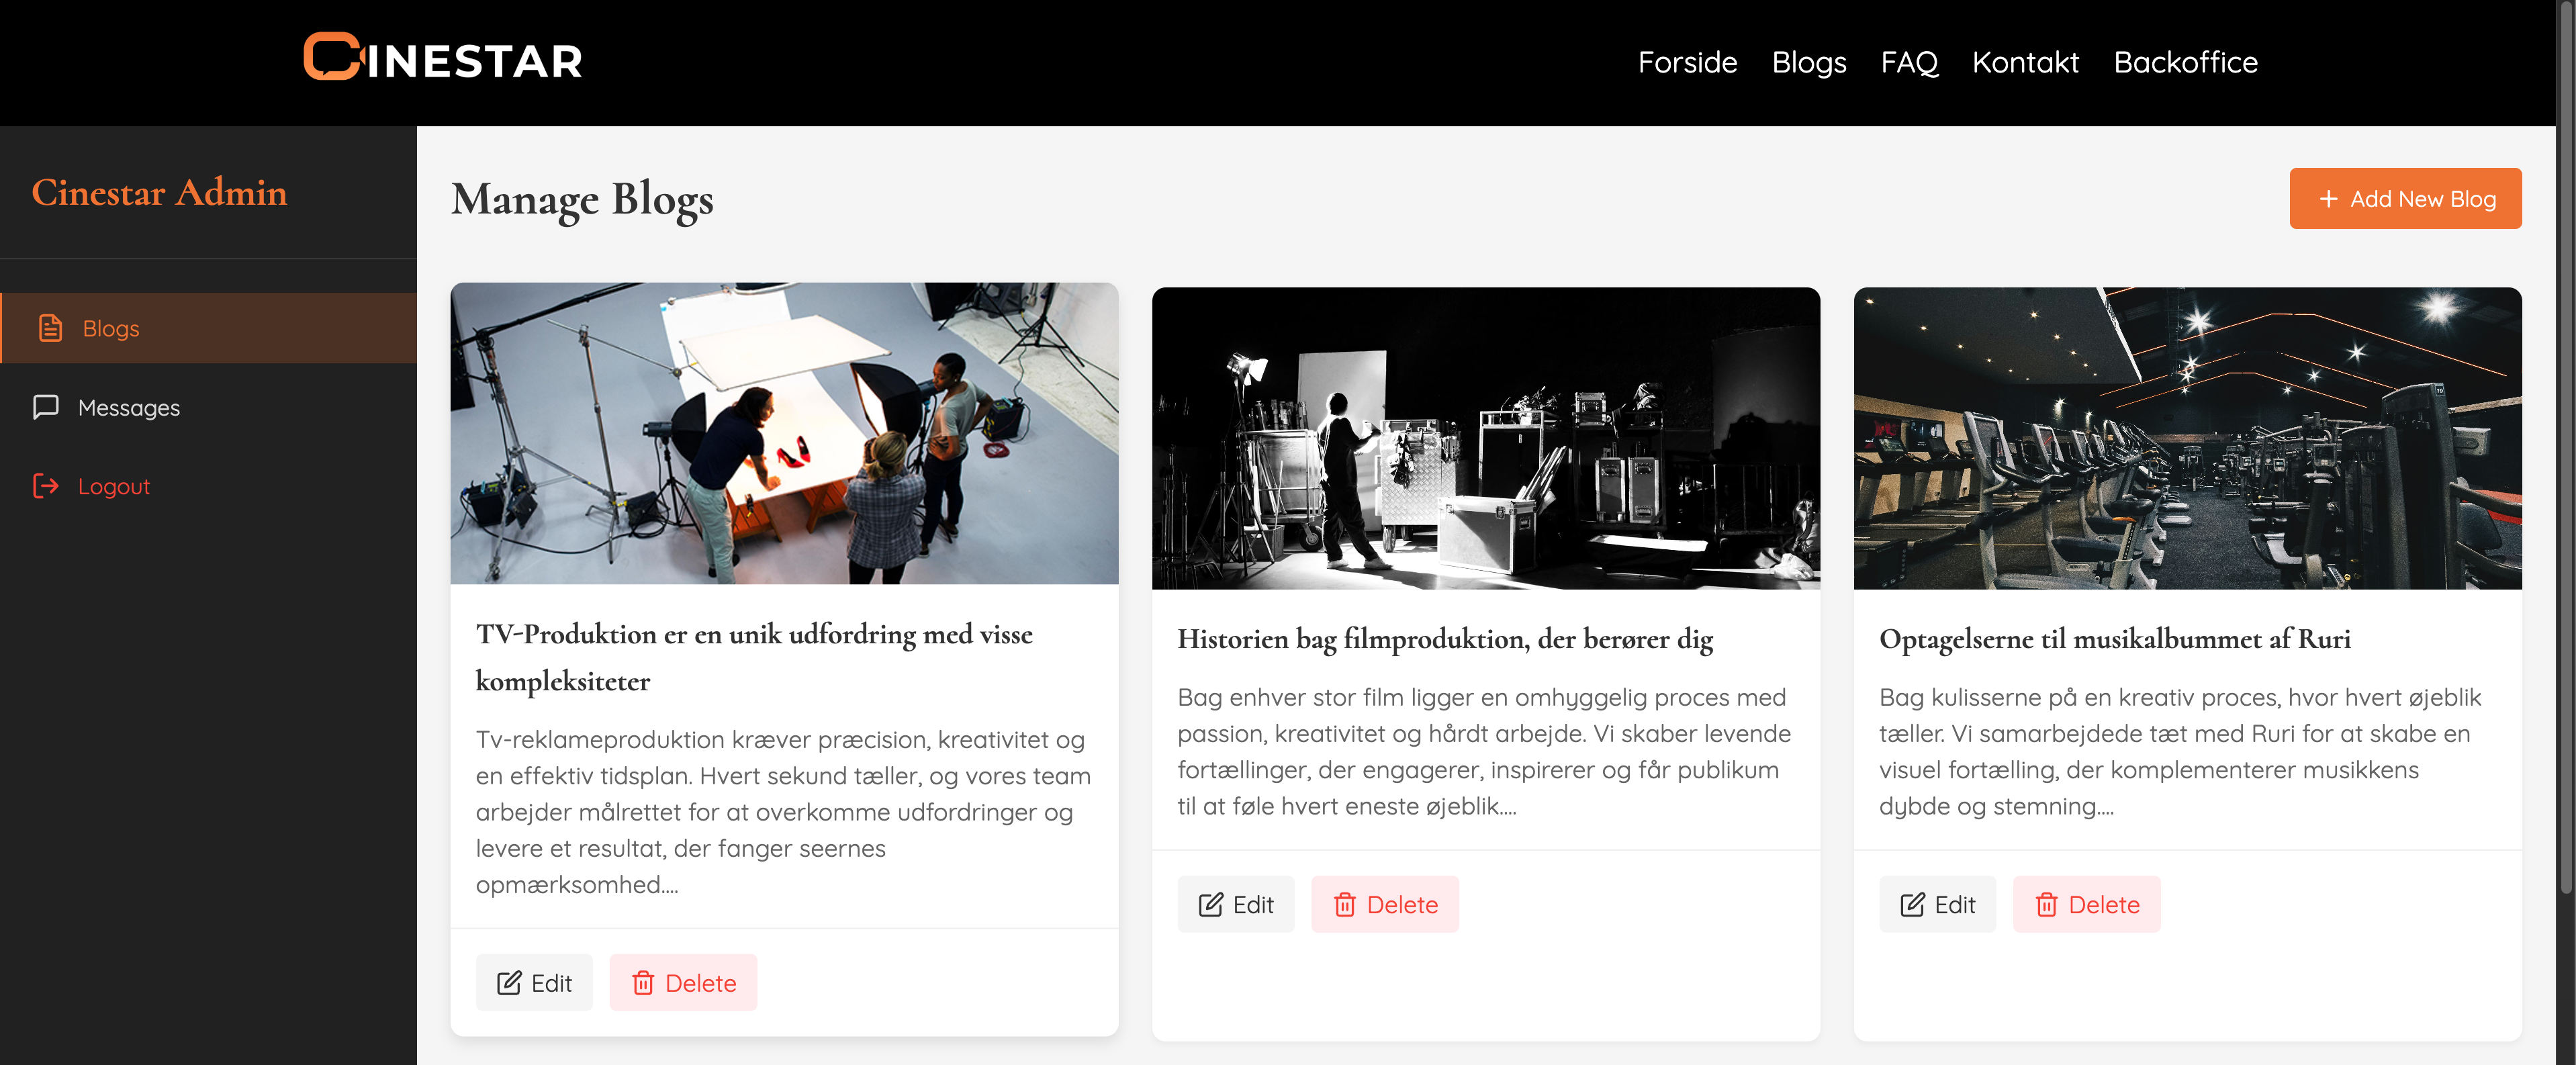 CINESTAR
Forside Blogs FAQ Kontakt Backoffice
Cinestar Admin
Blogs
Messages
Logout
Manage Blogs
+ Add New Blog
TV-Produktion er en unik udfordring med visse
kompleksiteter
Tv-reklameproduktion kræver præcision, kreativitet og
en effektiv tidsplan. Hvert sekund tæller, og vores team
arbejder målrettet for at overkomme udfordringer og
levere et resultat, der fanger seernes
opmærksomhed....
Edit Delete
Historien bag filmproduktion, der berører dig
Bag enhver stor film ligger en omhyggelig proces med
passion, kreativitet og hårdt arbejde. Vi skaber levende
fortællinger, der engagerer, inspirerer og får publikum
til at føle hvert eneste øjeblik....
Edit Delete
Optagelserne til musikalbummet af Ruri
Bag kulisserne på en kreativ proces, hvor hvert øjeblik
tæller. Vi samarbejdede tæt med Ruri for at skabe en
visuel fortælling, der komplementerer musikkens
dybde og stemning....
Edit Delete